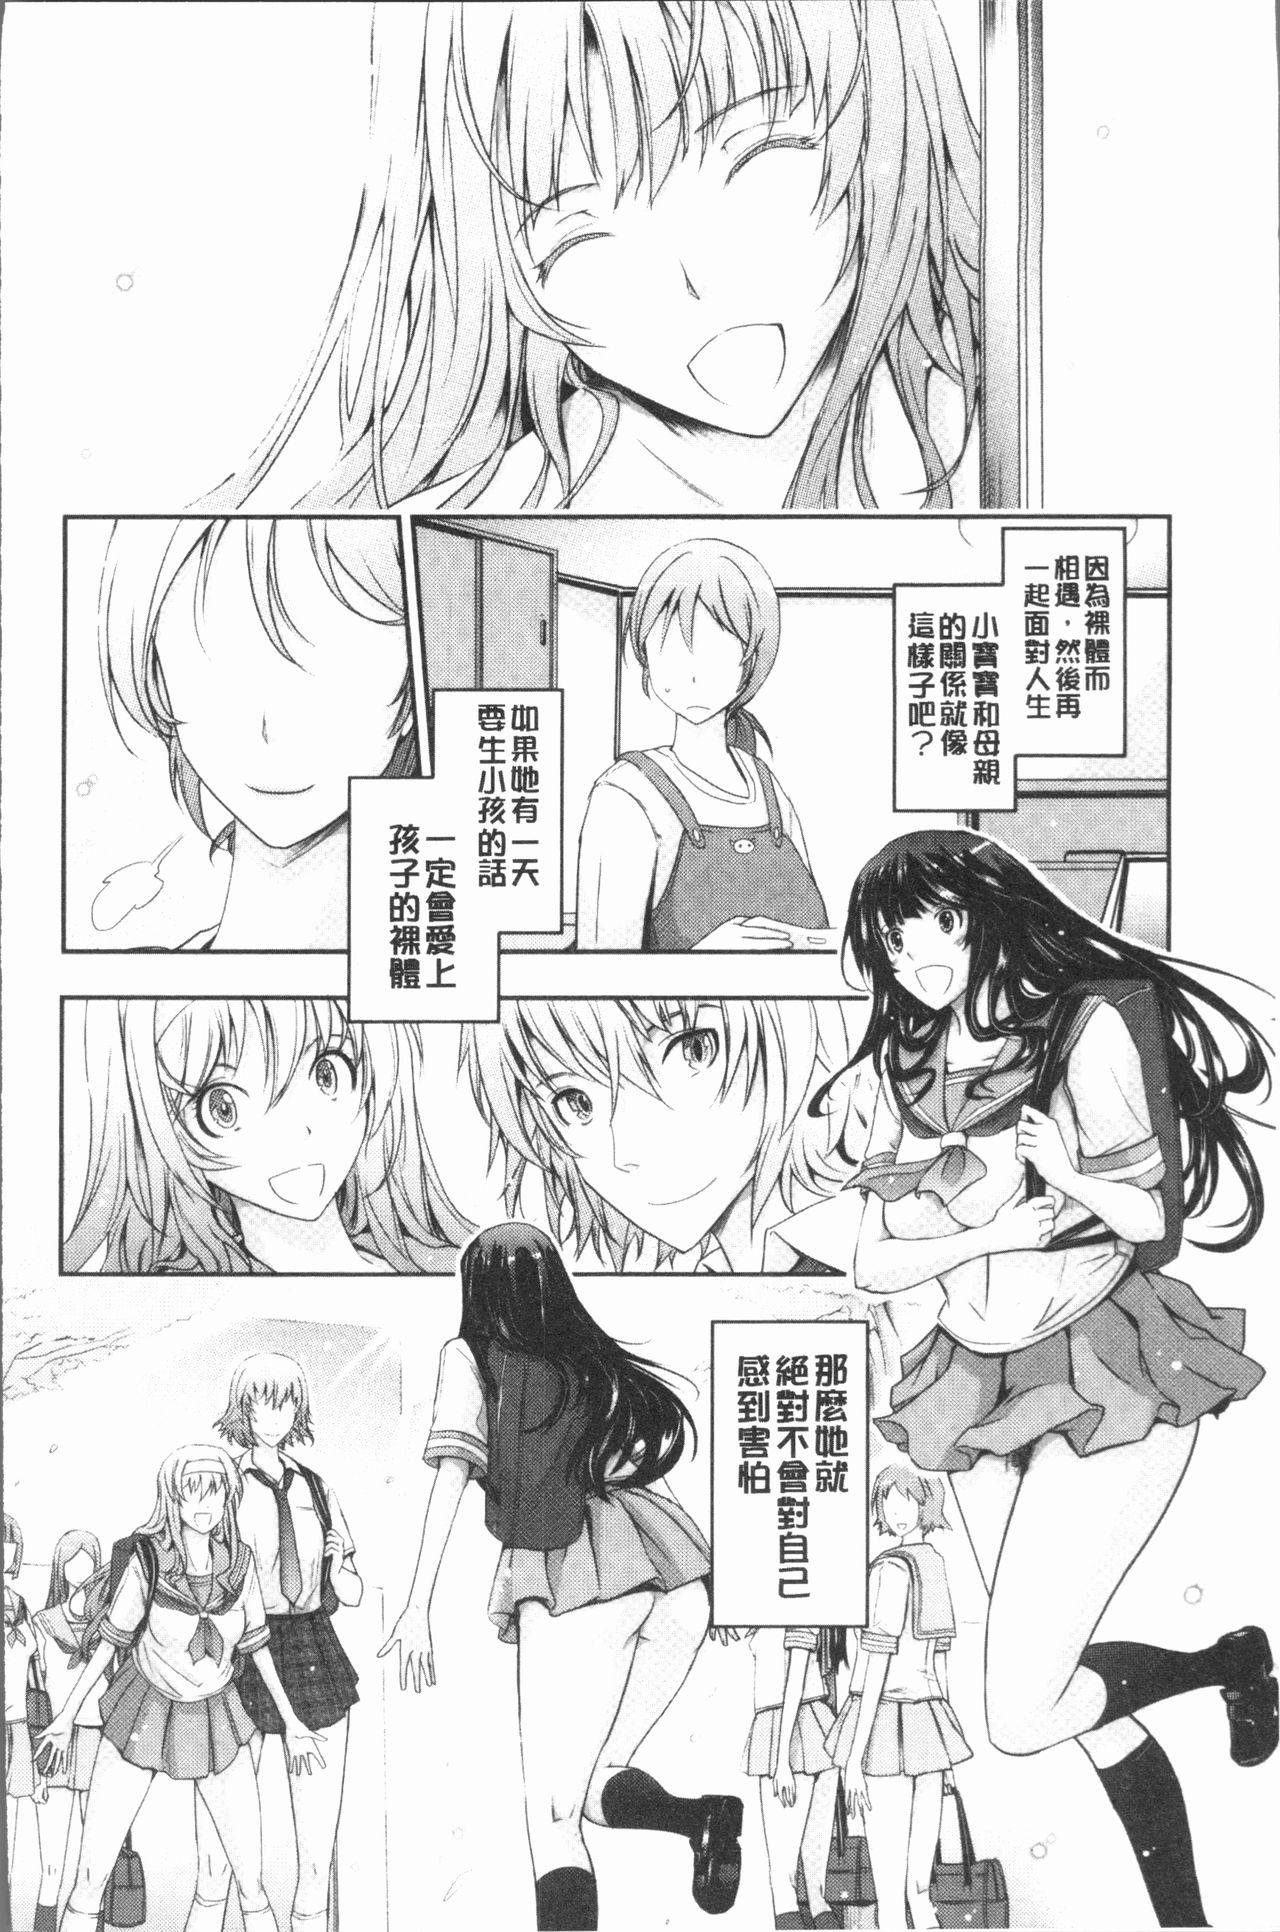 因為裸體而
相遇，然後再
一起面對人生
小寶寶和母親
的關係就像
這樣子吧？
如果她有一天
要生小孩的話
一定會愛上
孩子的裸體
那麼她就
絕對不會對自己
感到害怕